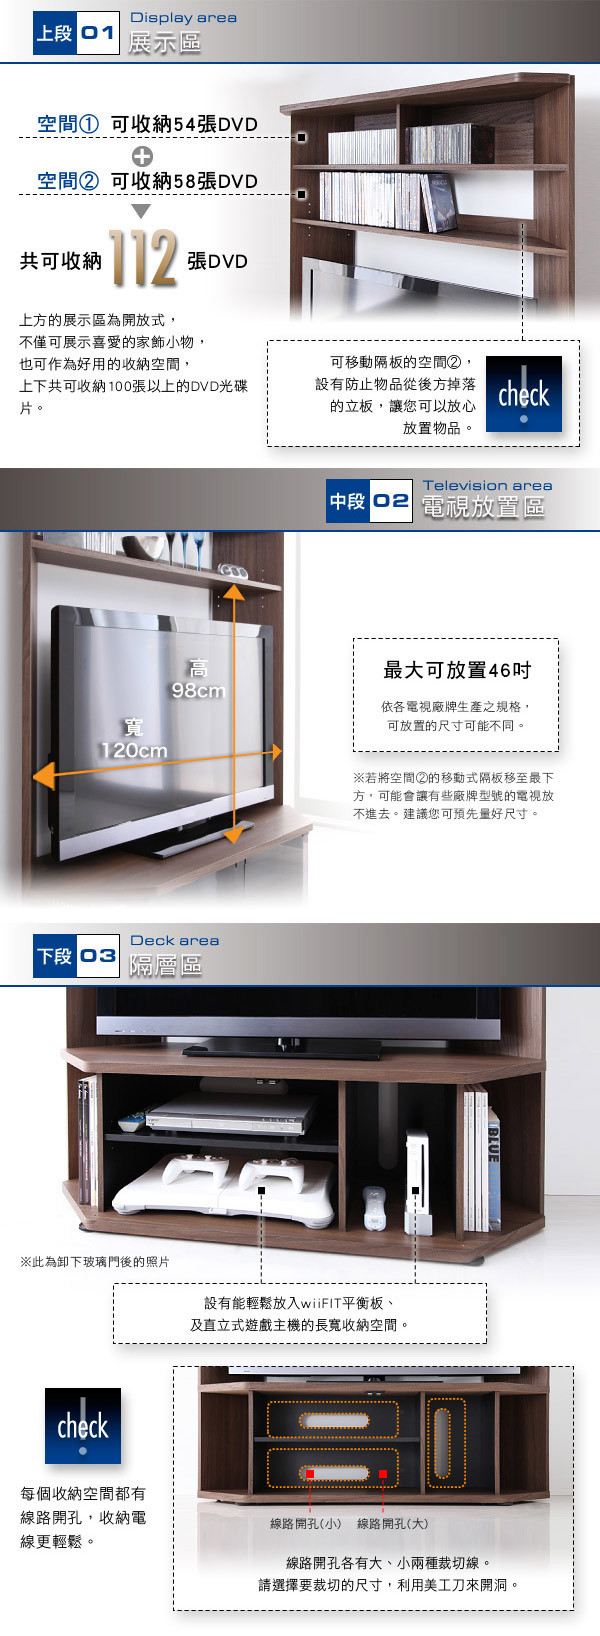 上段 01
Display area
展示區
空間① 可收納54張DVD
空間② 可收納58張DVD
共可收納 112 張DVD
上方的展示區為開放式，
不僅可展示喜愛的家飾小物，
也可作為好用的收納空間，
上下共可收納100張以上的DVD光碟
片。
可移動隔板的空間②，
設有防止物品從後方掉落
的立板，讓您可以放心
放置物品。
check
中段 02
Television area
電視放置區
高
98cm
寬
120cm
最大可放置46吋
依各電視廠牌生產之規格，
可放置的尺寸可能不同。
※若將空間②的移動式隔板移至最下
方，可能會讓有些廠牌型號的電視放
不進去。建議您可預先量好尺寸。
下段 03
Deck area
隔層區
BLUE
※此為卸下玻璃門後的照片
設有能輕鬆放入wiiFIT平衡板、
及直立式遊戲主機的長寬收納空間。
check
每個收納空間都有
線路開孔，收納電
線更輕鬆。
線路開孔(小) 線路開孔(大)
線路開孔各有大、小兩種裁切線。
請選擇要裁切的尺寸，利用美工刀來開洞。